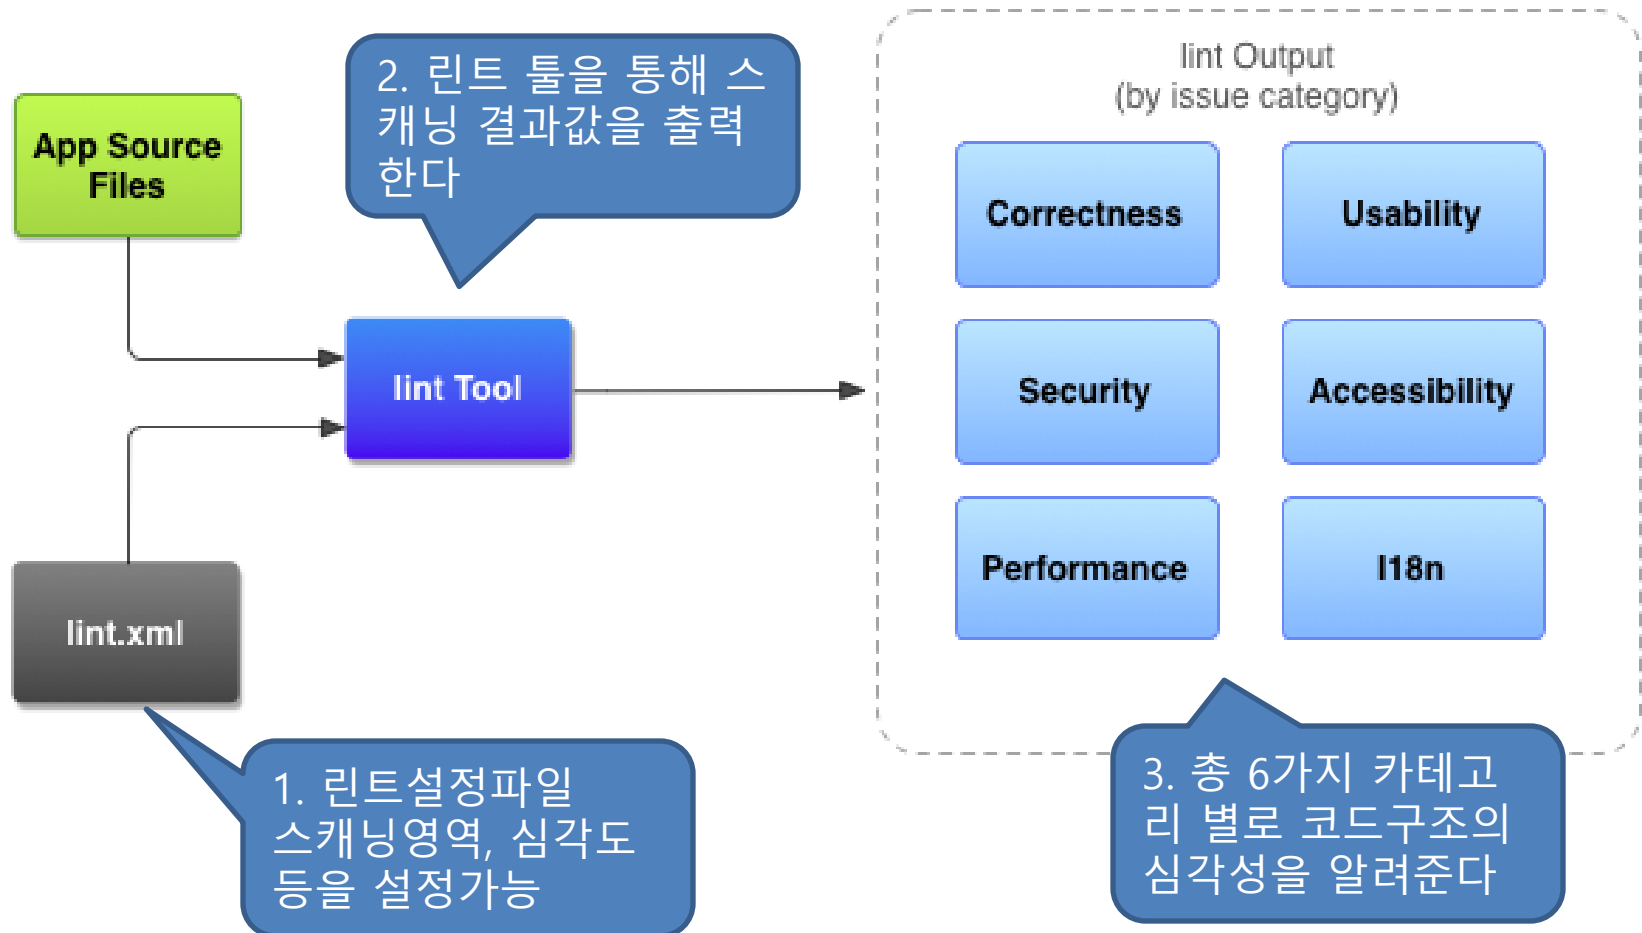 2. 린트 툴을 통해 스
캐닝 결과값을 출력
한다
App Source
Files
lint Tool
lint.xml
1. 린트설정파일
스캐닝영역, 심각도
등을 설정가능
lint Output
(by issue category)
Correctness
Usability
Security
Accessibility
Performance
I18n
3. 총 6가지 카테고
리 별로 코드구조의
심각성을 알려준다